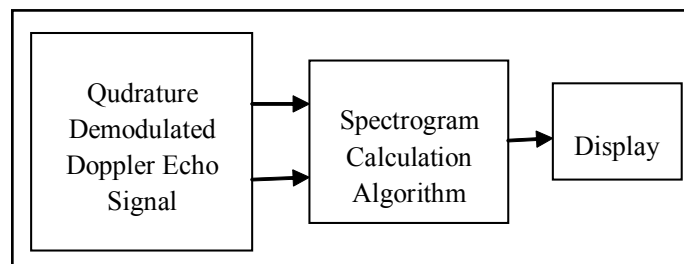 Qudrature
Demodulated
Doppler Echo
Signal
Spectrogram
Calculation
Algorithm
Display